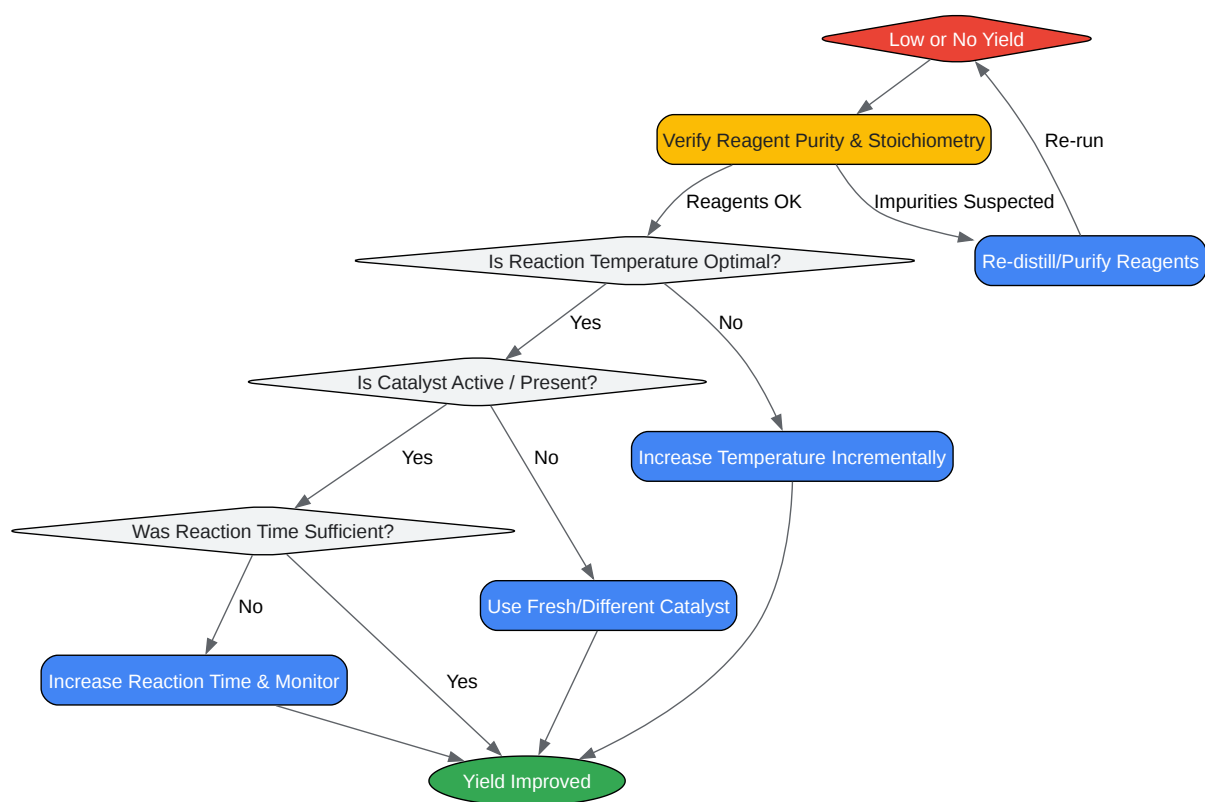 Low or No Yield
Verify Reagent Purity & Stoichiometry
Re-run
Reagents OK
Impurities Suspected
Is Reaction Temperature Optimal?
Re-distill/Purify Reagents
Yes
No
Is Catalyst Active / Present?
Yes
No
Increase Temperature Incrementally
Was Reaction Time Sufficient?
No
Use Fresh/Different Catalyst
Increase Reaction Time & Monitor
Yes
Yield Improved